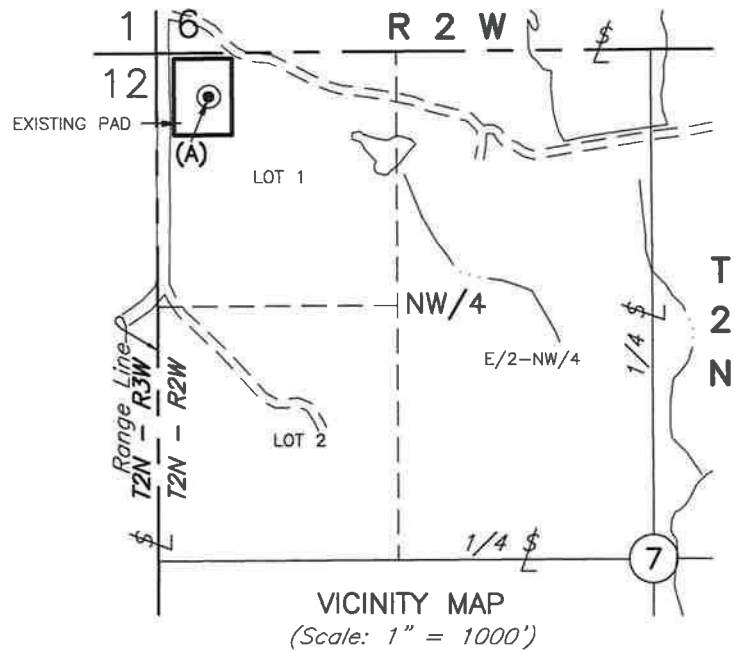 1 6
R 2 W
$
12
EXISTING PAD
(A)
LOT 1
T
2
N
NW/4
E/2-NW/4
1/4 $
Range Line
T2N - R3W
T2N - R2W
LOT 2
$
1/4 $
7
VICINITY MAP
(Scale: 1" = 1000')